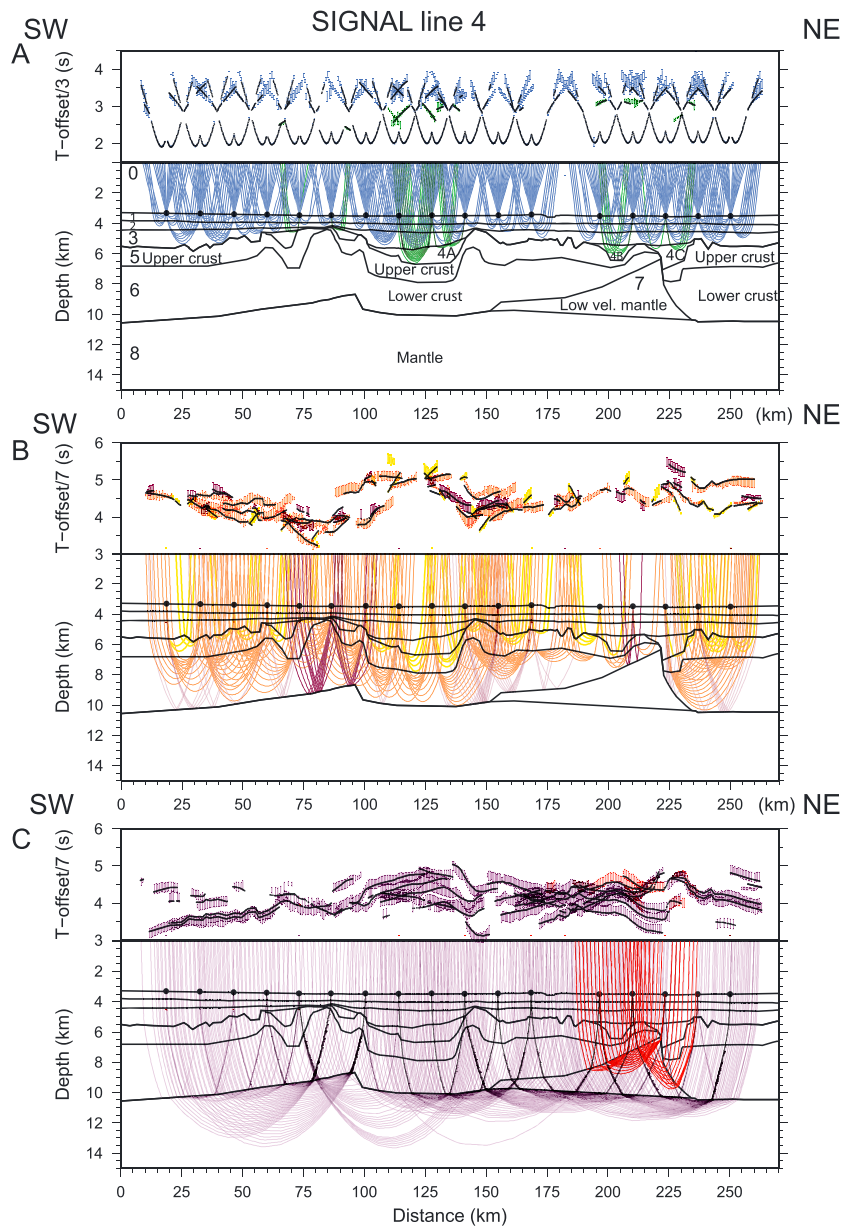 SIGNAL line 4
SW NE
A
T−offset/3 (s)
4
3
2
Depth (km)
2
4
6
8
10
12
14
0
1
2
3
5 Upper crust
4A
Upper crust
4B
4C
Upper crust
6
Lower crust
7
Low vel. mantle
Lower crust
8
Mantle
0 25 50 75 100 125 150 175 200 225 250 (km)
SW NE
B
T−offset/7 (s)
6
5
4
3
Depth (km)
2
4
6
8
10
12
14
0 25 50 75 100 125 150 175 200 225 250 (km)
SW NE
C
T−offset/7 (s)
6
5
4
3
Depth (km)
2
4
6
8
10
12
14
0 25 50 75 100 125 150 175 200 225 250
Distance (km)